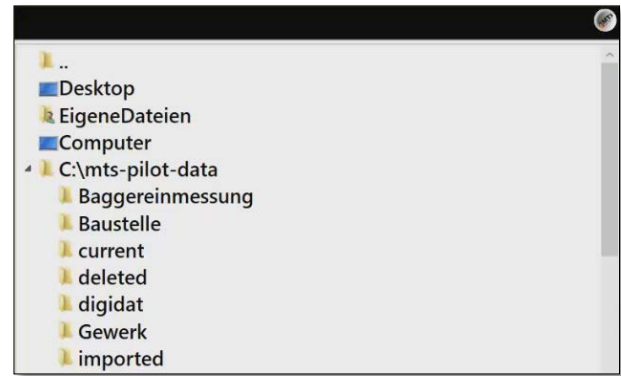 ..
Desktop
EigeneDateien
Computer
C:\mts-pilot-data
Baggereinmessung
Baustelle
current
deleted
digidat
Gewerk
imported